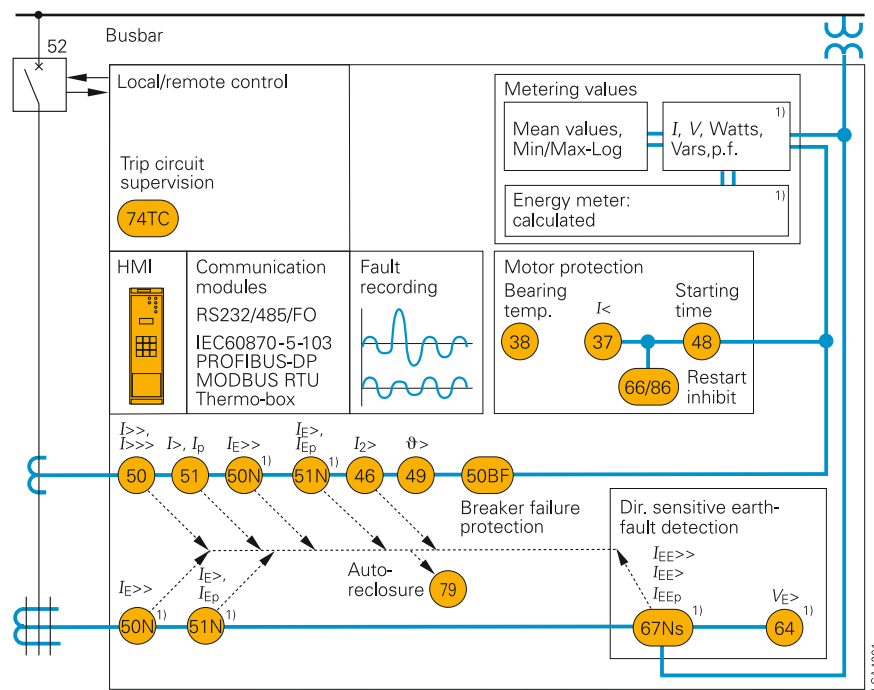 52
Busbar
Local/remote control
Trip circuit
supervision
74TC
Metering values
Mean values,
Min/Max-Log
1)
I, V, Watts,
Vars,p.f.
Energy meter:
calculated
1)
HMI
Communication
modules
RS232/485/FO
IEC60870-5-103
PROFIBUS-DP
MODBUS RTU
Thermo-box
Fault
recording
Motor protection
Bearing
temp.
38
I<
37
Starting
time
48
66/86
Restart
inhibit
I>>,
I>>>
50
I>, Ip
51
IE>>
50N 1)
IE>,
IEp
51N 1)
I2>
46
ϑ>
49
50BF
Breaker failure
protection
Auto-
reclosure
79
IE>>
50N 1)
IE>,
IEp
51N 1)
Dir. sensitive earth-
fault detection
IEE>>
IEE>
IEEp
67Ns 1)
VE>
64 1)